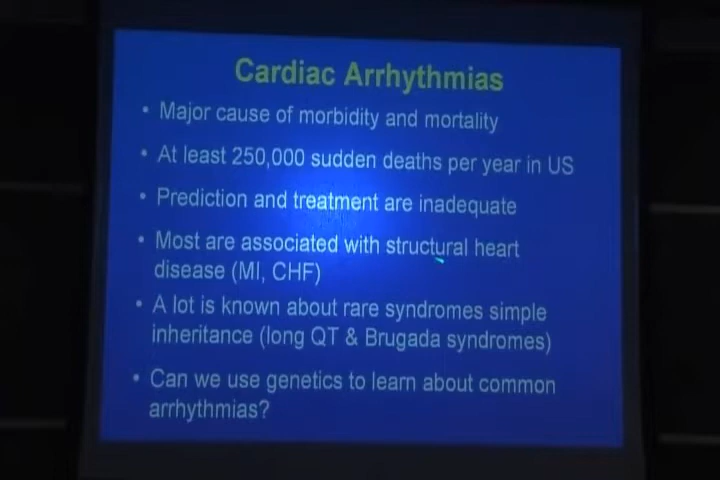 Cardiac Arrhythmias
• Major cause of morbidity and mortality
• At least 250,000 sudden deaths per year in US
• Prediction and treatment are inadequate
• Most are associated with structural heart
disease (MI, CHF)
• A lot is known about rare syndromes simple
inheritance (long QT & Brugada syndromes)
• Can we use genetics to learn about common
arrhythmias?